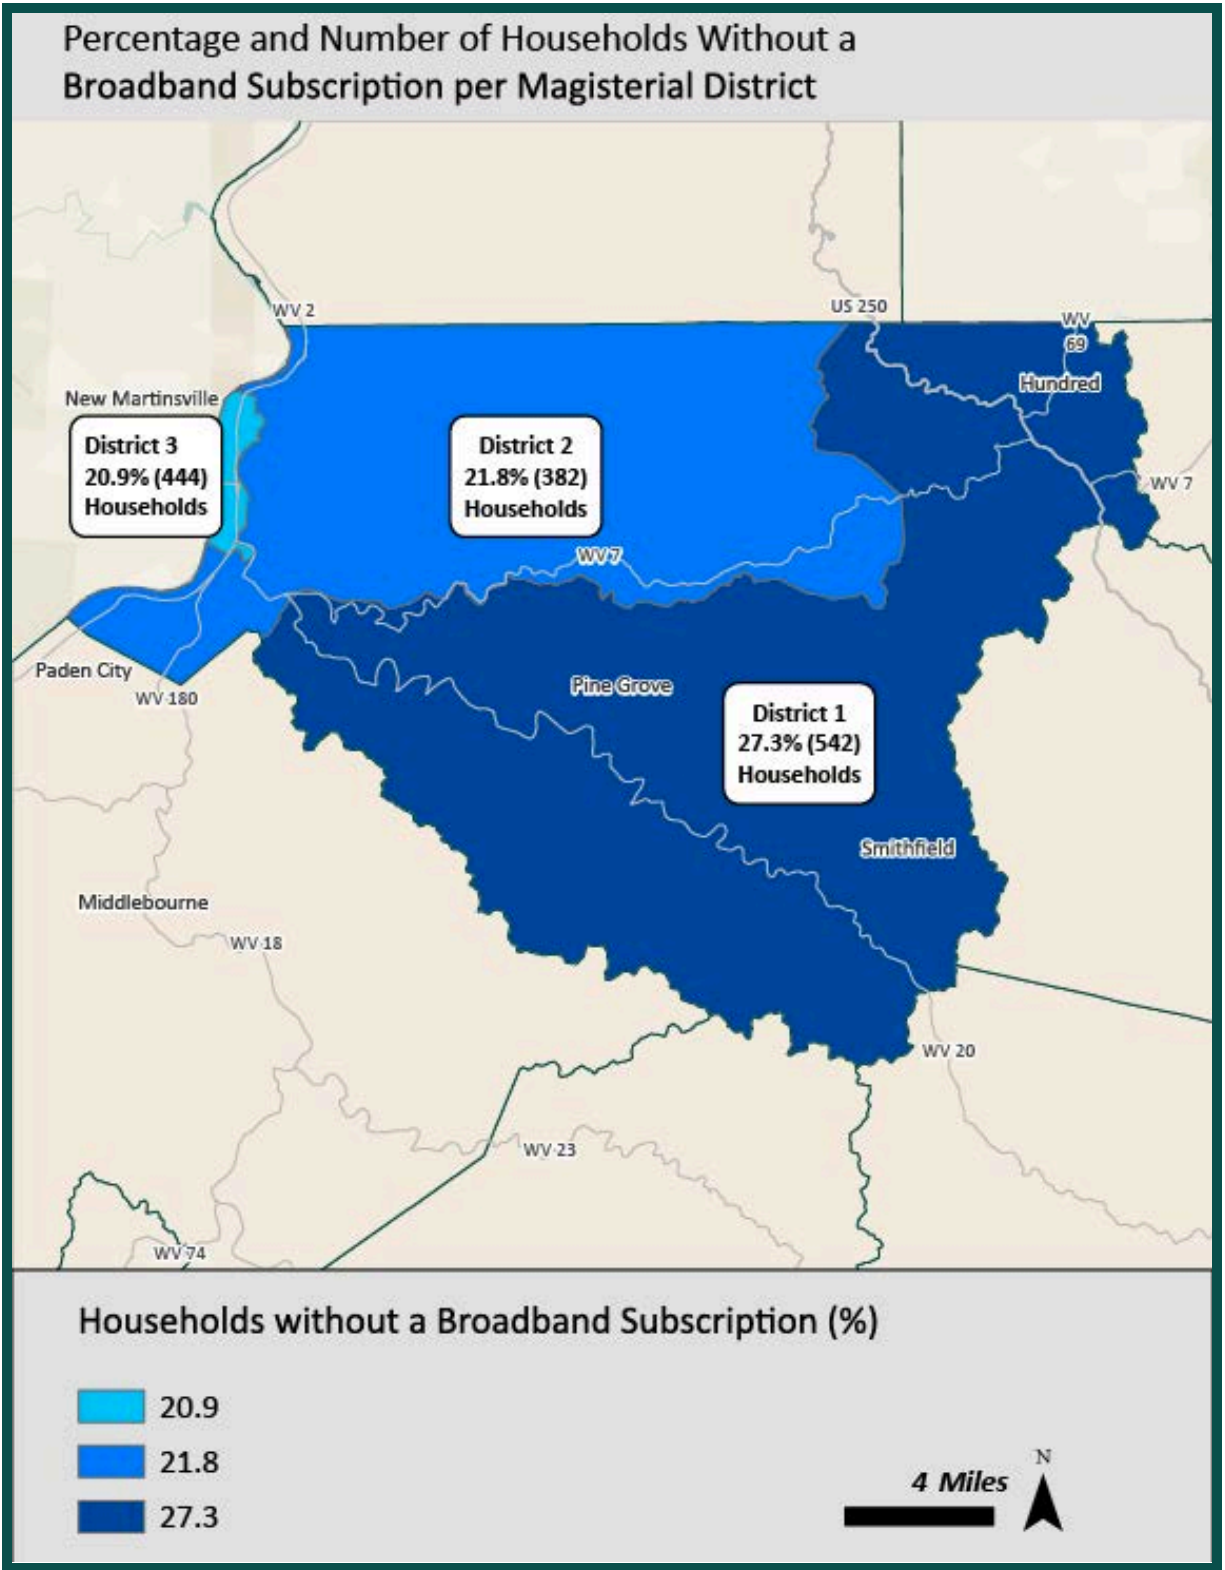 Percentage and Number of Households Without a
Broadband Subscription per Magisterial District
WV 2
US 250
WV
69
Hundred
New Martinsville
District 3
20.9% (444)
Households
District 2
21.8% (382)
Households
WV 7
WV 7
Paden City
WV 180
Pine Grove
District 1
27.3% (542)
Households
Smithfield
Middlebourne
WV 18
WV 20
WV 23
WV 74
Households without a Broadband Subscription (%)
20.9
21.8
27.3
4 Miles
N